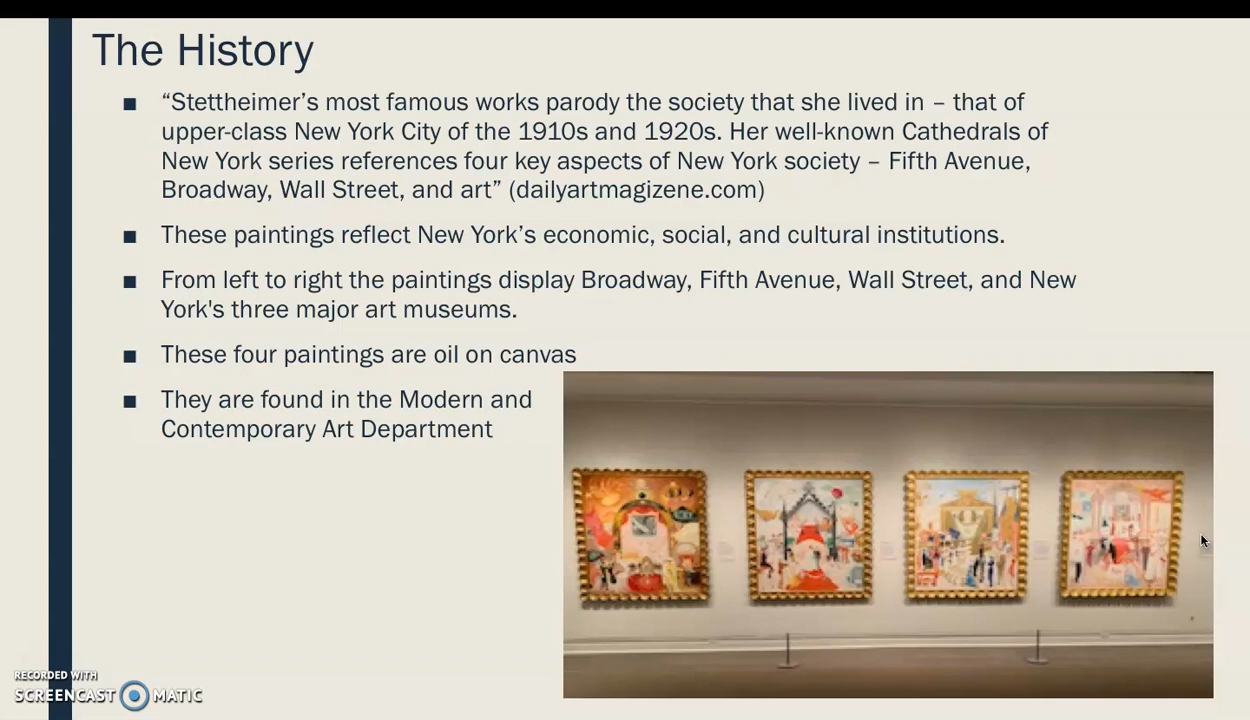 The History
■ “Stettheimer’s most famous works parody the society that she lived in – that of
upper-class New York City of the 1910s and 1920s. Her well-known Cathedrals of
New York series references four key aspects of New York society – Fifth Avenue,
Broadway, Wall Street, and art” (dailyartmagizene.com)
■ These paintings reflect New York’s economic, social, and cultural institutions.
■ From left to right the paintings display Broadway, Fifth Avenue, Wall Street, and New
York's three major art museums.
■ These four paintings are oil on canvas
■ They are found in the Modern and
Contemporary Art Department
RECORDED WITH
SCREENCAST MATIC